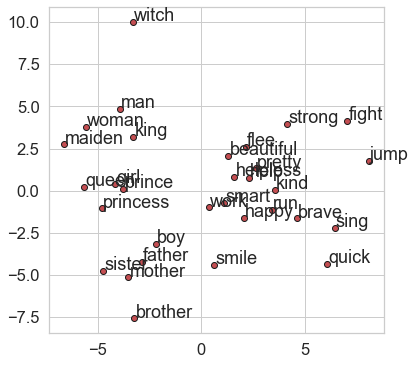 10.0
witch
7.5
5.0
man
fight
strong
woman
king
flee
2.5
maiden
beautiful
jump
pretty
girl
queen
prince
kind
0.0
princess
smart
work
run
happy
brave
sing
−2.5
boy
father
smile
quick
sister
mother
−5.0
brother
−7.5
−5
0
5